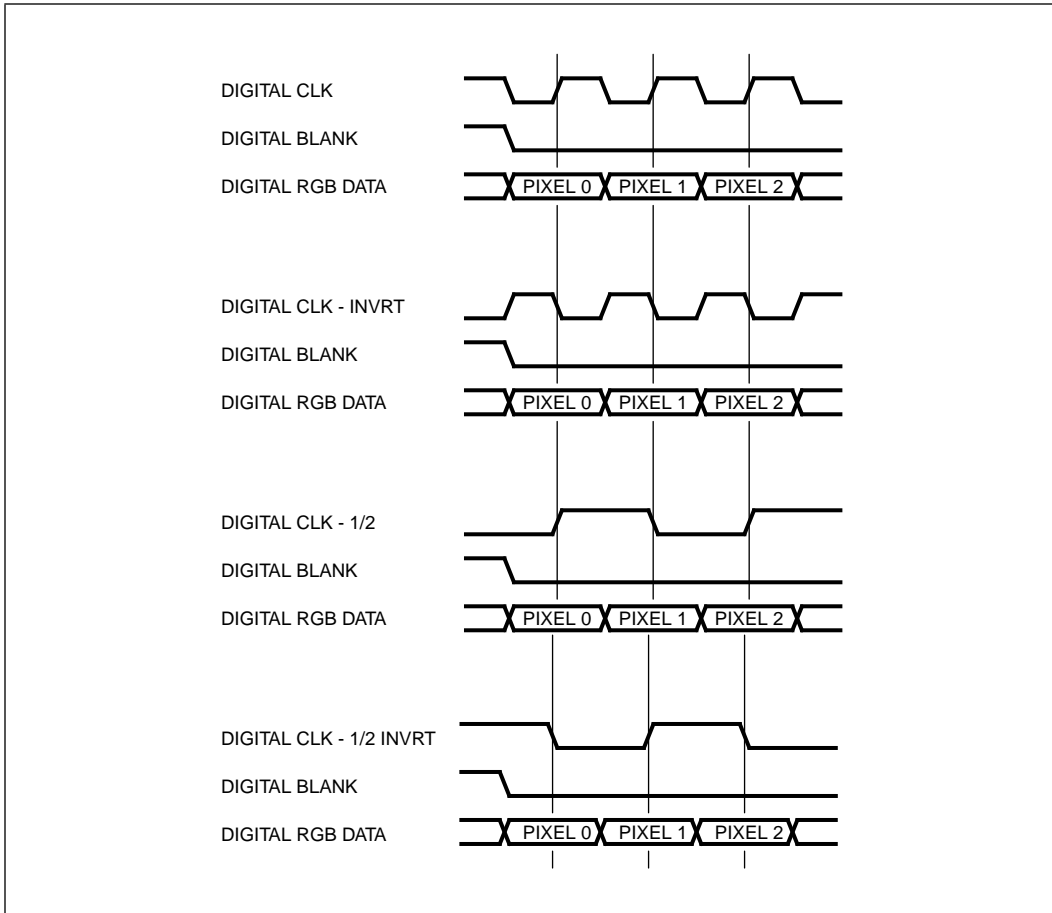 DIGITAL CLK
DIGITAL BLANK
DIGITAL RGB DATA PIXEL 0 PIXEL 1 PIXEL 2
DIGITAL CLK - INVRT
DIGITAL BLANK
DIGITAL RGB DATA PIXEL 0 PIXEL 1 PIXEL 2
DIGITAL CLK - 1/2
DIGITAL BLANK
DIGITAL RGB DATA PIXEL 0 PIXEL 1 PIXEL 2
DIGITAL CLK - 1/2 INVRT
DIGITAL BLANK
DIGITAL RGB DATA PIXEL 0 PIXEL 1 PIXEL 2